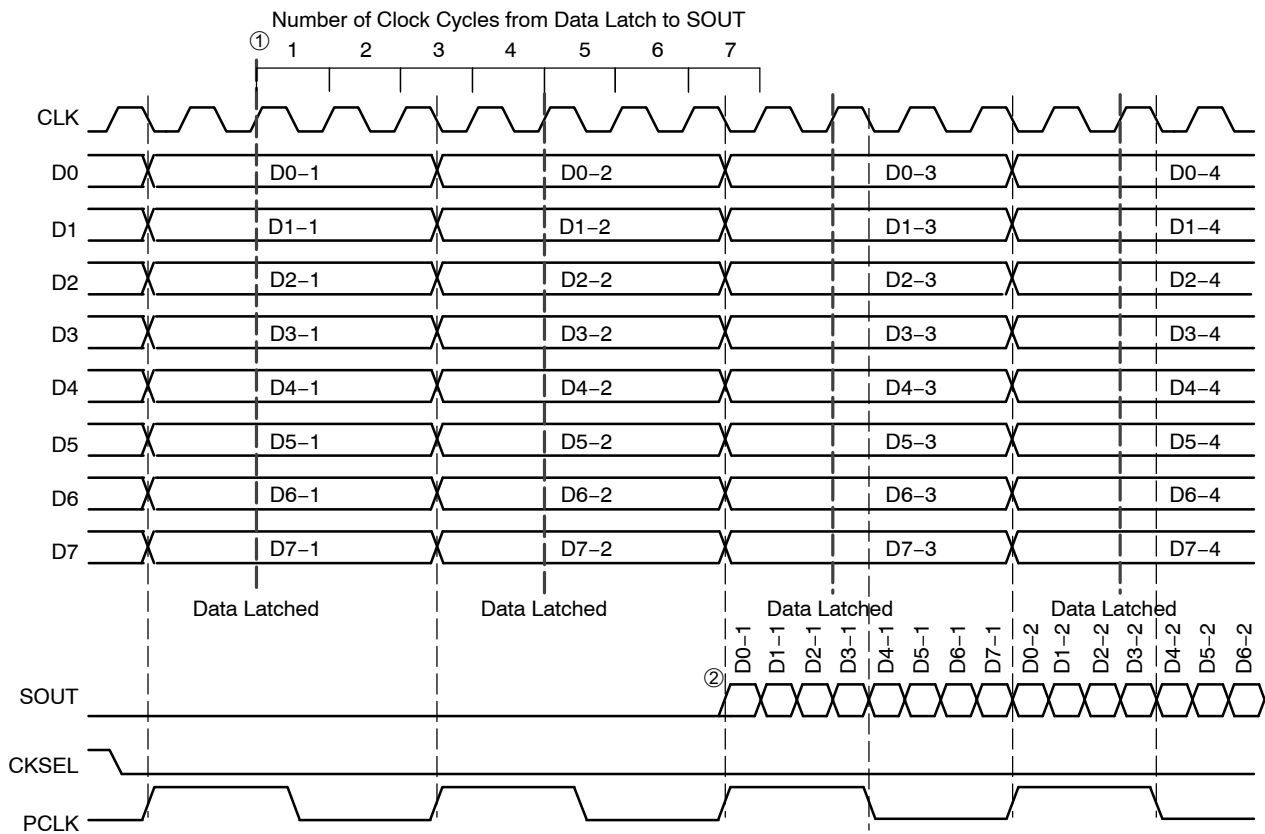 Number of Clock Cycles from Data Latch to SOUT
① 1 2 3 4 5 6 7
CLK
D0 D0−1 D0−2 D0−3 D0−4
D1 D1−1 D1−2 D1−3 D1−4
D2 D2−1 D2−2 D2−3 D2−4
D3 D3−1 D3−2 D3−3 D3−4
D4 D4−1 D4−2 D4−3 D4−4
D5 D5−1 D5−2 D5−3 D5−4
D6 D6−1 D6−2 D6−3 D6−4
D7 D7−1 D7−2 D7−3 D7−4
Data Latched Data Latched Data Latched Data Latched
D0−1 D1−1 D2−1 D3−1 D4−1 D5−1 D6−1 D7−1 D0−2 D1−2 D2−2 D3−2 D4−2 D5−2 D6−2
②
SOUT
CKSEL
PCLK